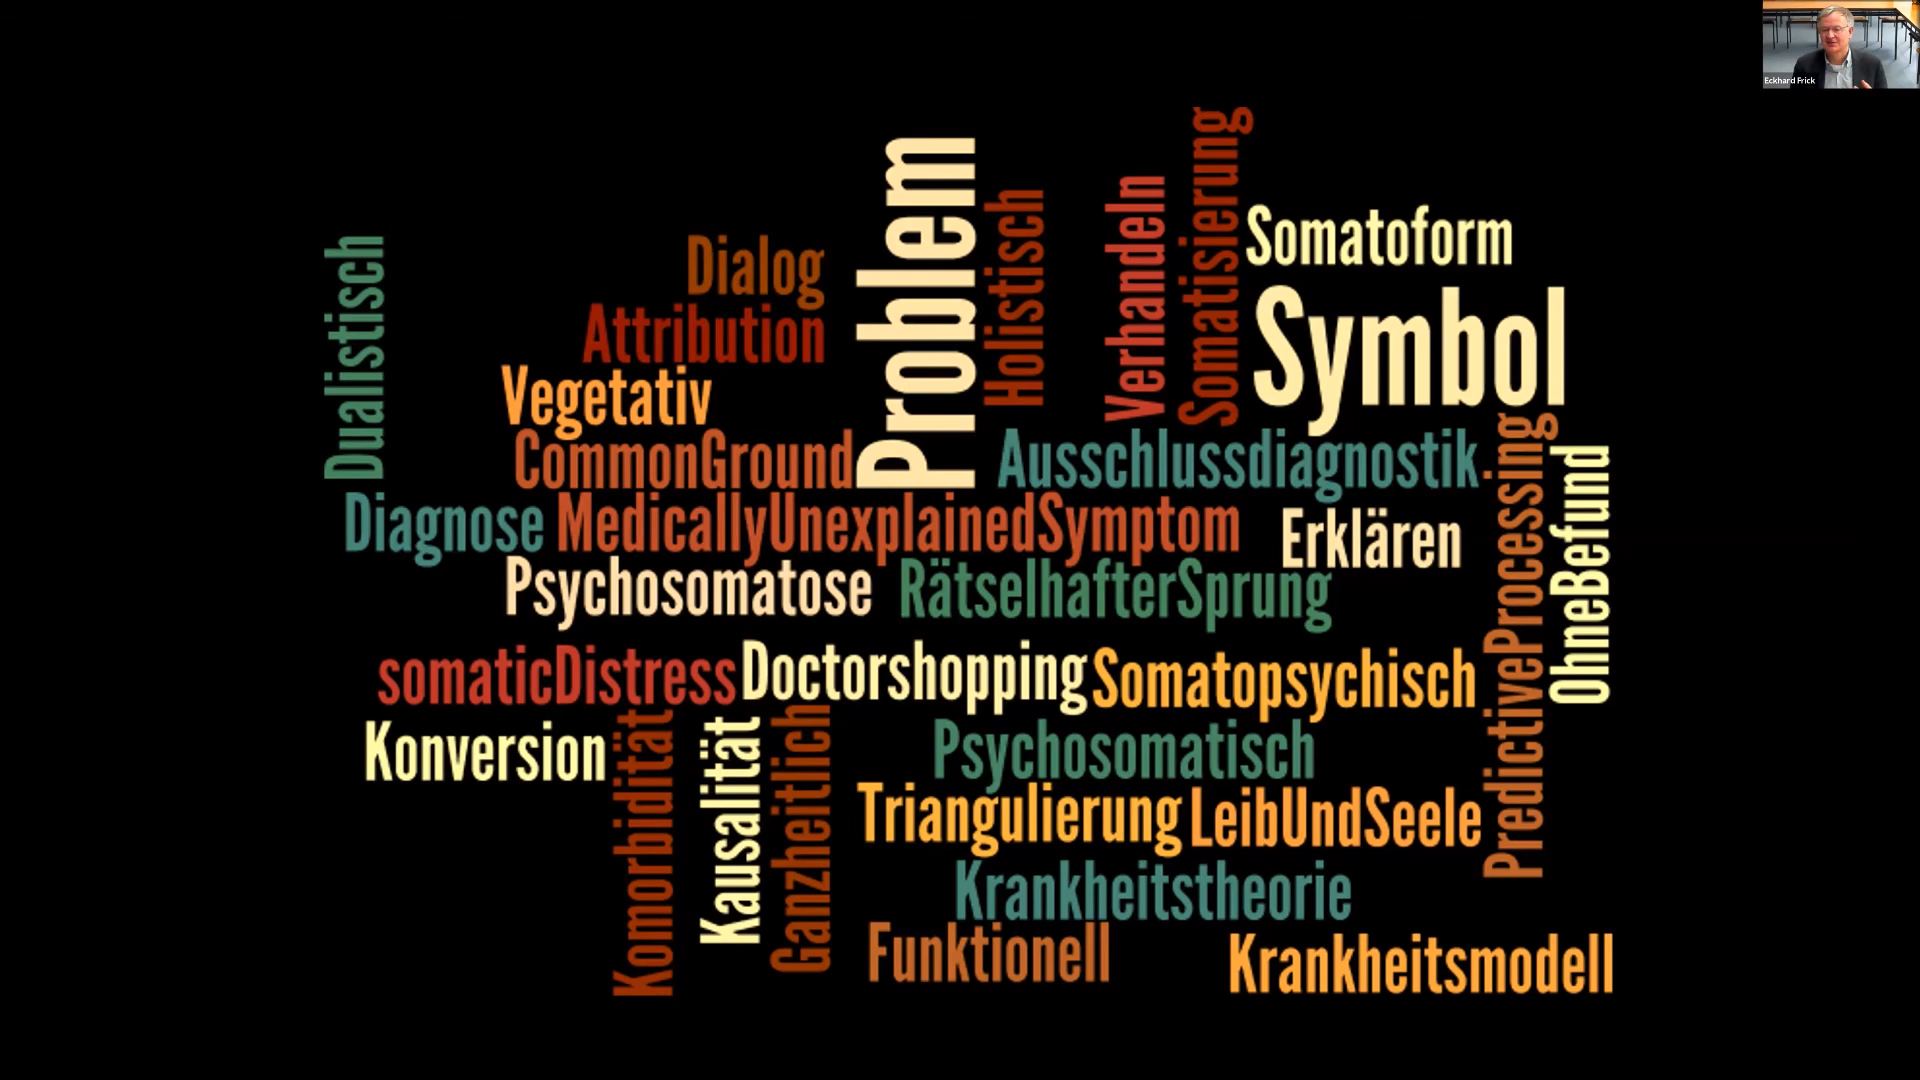 Eckhard Frick
Problem
Somatisierung
Verhandeln
Holistisch
Somatoform
Dualistisch
Dialog
Symbol
Attribution
Vegetativ
PredictiveProcessing
CommonGround
Ausschlussdiagnostik
OhneBefund
Diagnose
MedicallyUnexplainedSymptom
Erklären
Psychosomatose
RätselhafterSprung
somaticDistress
Doctorshopping
Somatopsychisch
Konversion
Komorbidität
Kausalität
Ganzheitlich
Psychosomatisch
Triangulierung
LeibUndSeele
Krankheitstheorie
Funktionell
Krankheitsmodell